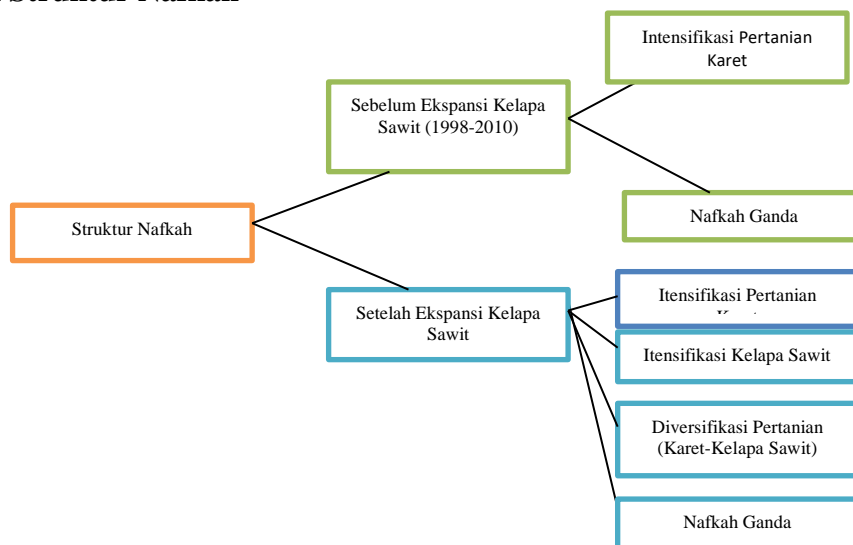 Intensifikasi Pertanian
Karet
Sebelum Ekspansi Kelapa
Sawit (1998-2010)
Struktur Nafkah
Nafkah Ganda
Setelah Ekspansi Kelapa
Sawit
Itensifikasi Pertanian
Itensifikasi Kelapa Sawit
Diversifikasi Pertanian
(Karet-Kelapa Sawit)
Nafkah Ganda